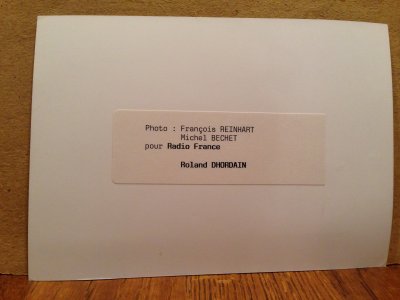 Photo : François REINHART
Michel BECHET
pour Radio France
Roland DHORDAIN